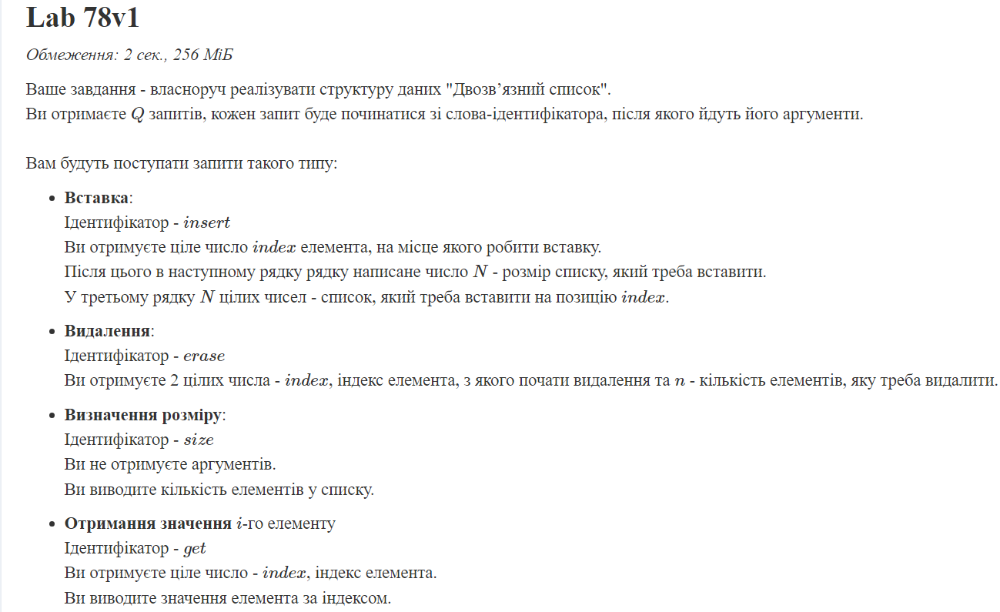 Lab 78v1
Обмеження: 2 сек., 256 МіБ
Ваше завдання - власноруч реалізувати структуру даних "Двозв’язний список".
Ви отримаєте Q запитів, кожен запит буде починатися зі слова-ідентифікатора, після якого йдуть його аргументи.
Вам будуть поступати запити такого типу:
• Вставка:
Ідентифікатор - insert
Ви отримуєте ціле число index елемента, на місце якого робити вставку.
Після цього в наступному рядку рядку написане число N - розмір списку, який треба вставити.
У третьому рядку N цілих чисел - список, який треба вставити на позицію index.
• Видалення:
Ідентифікатор - erase
Ви отримуєте 2 цілих числа - index, індекс елемента, з якого почати видалення та n - кількість елементів, яку треба видалити.
• Визначення розміру:
Ідентифікатор - size
Ви не отримуєте аргументів.
Ви виводите кількість елементів у списку.
• Отримання значення i-го елементу
Ідентифікатор - get
Ви отримуєте ціле число - index, індекс елемента.
Ви виводите значення елемента за індексом.